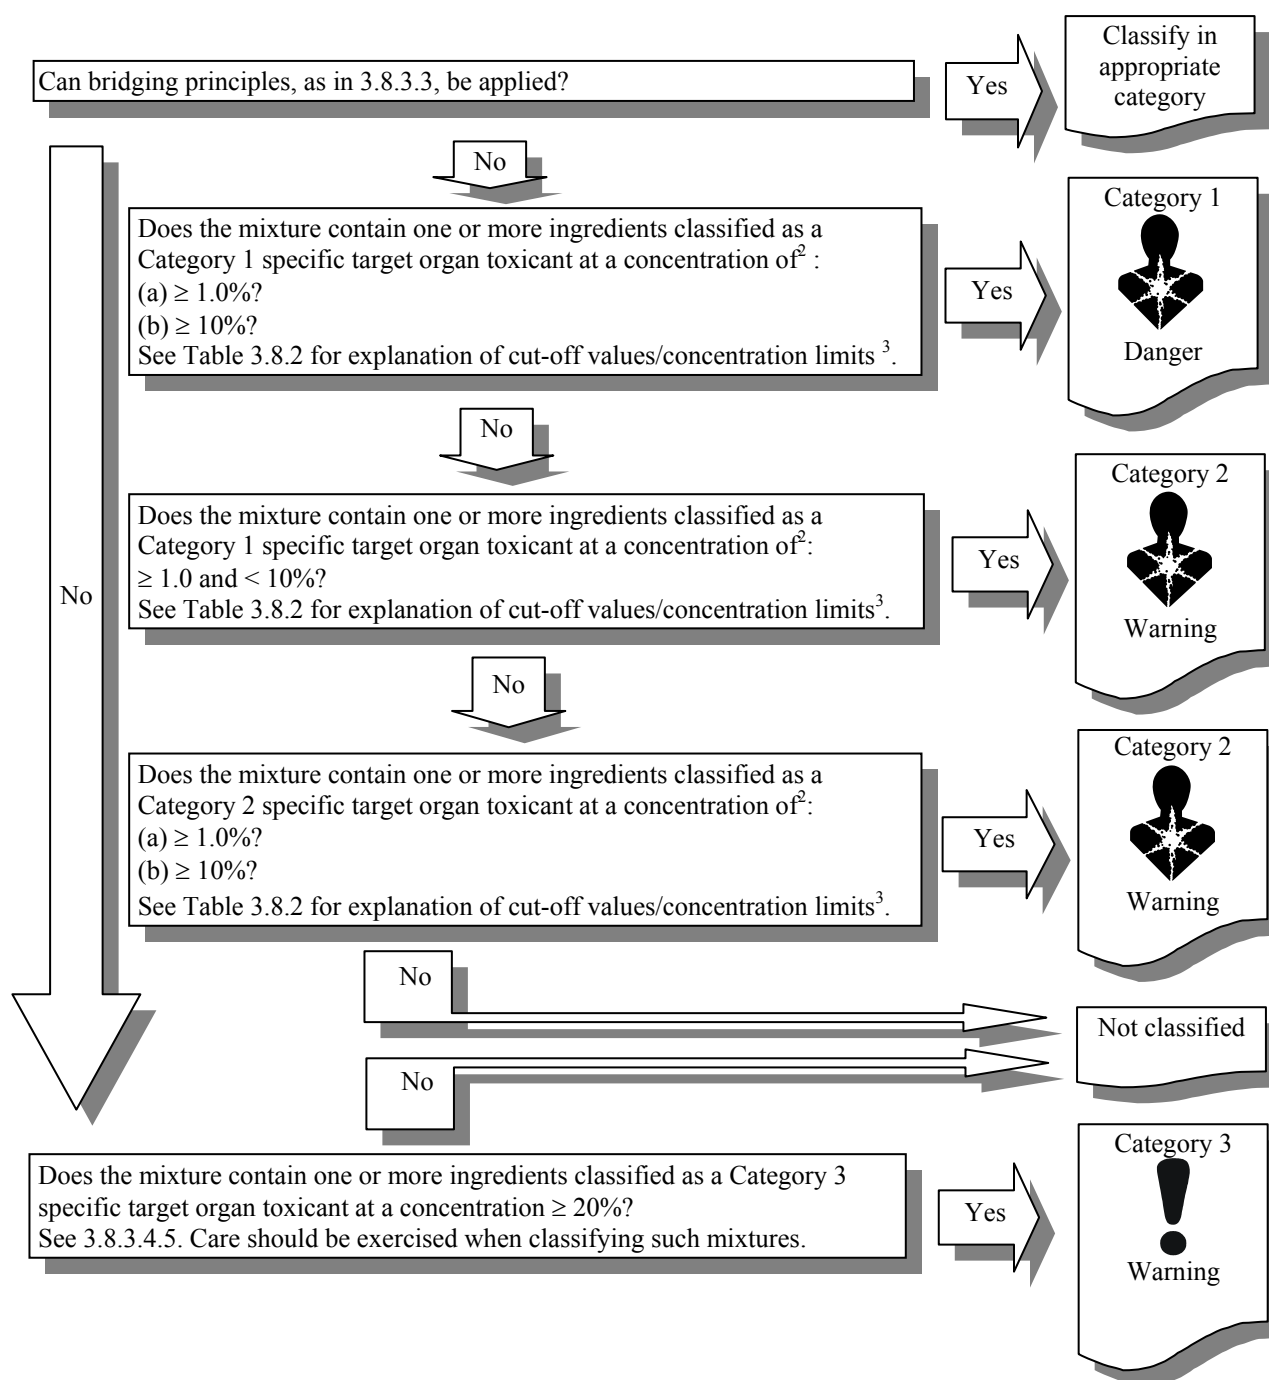 Can bridging principles, as in 3.8.3.3, be applied?
Yes
Classify in
appropriate
category
No
No
Does the mixture contain one or more ingredients classified as a
Category 1 specific target organ toxicant at a concentration of² :
(a) ≥ 1.0%?
(b) ≥ 10%?
See Table 3.8.2 for explanation of cut-off values/concentration limits ³.
Yes
Category 1
Danger
No
Does the mixture contain one or more ingredients classified as a
Category 1 specific target organ toxicant at a concentration of²:
≥ 1.0 and < 10%?
See Table 3.8.2 for explanation of cut-off values/concentration limits³.
Yes
Category 2
Warning
No
Does the mixture contain one or more ingredients classified as a
Category 2 specific target organ toxicant at a concentration of²:
(a) ≥ 1.0%?
(b) ≥ 10%?
See Table 3.8.2 for explanation of cut-off values/concentration limits³.
Yes
Category 2
Warning
No
Not classified
No
Does the mixture contain one or more ingredients classified as a Category 3
specific target organ toxicant at a concentration ≥ 20%?
See 3.8.3.4.5. Care should be exercised when classifying such mixtures.
Yes
Category 3
Warning